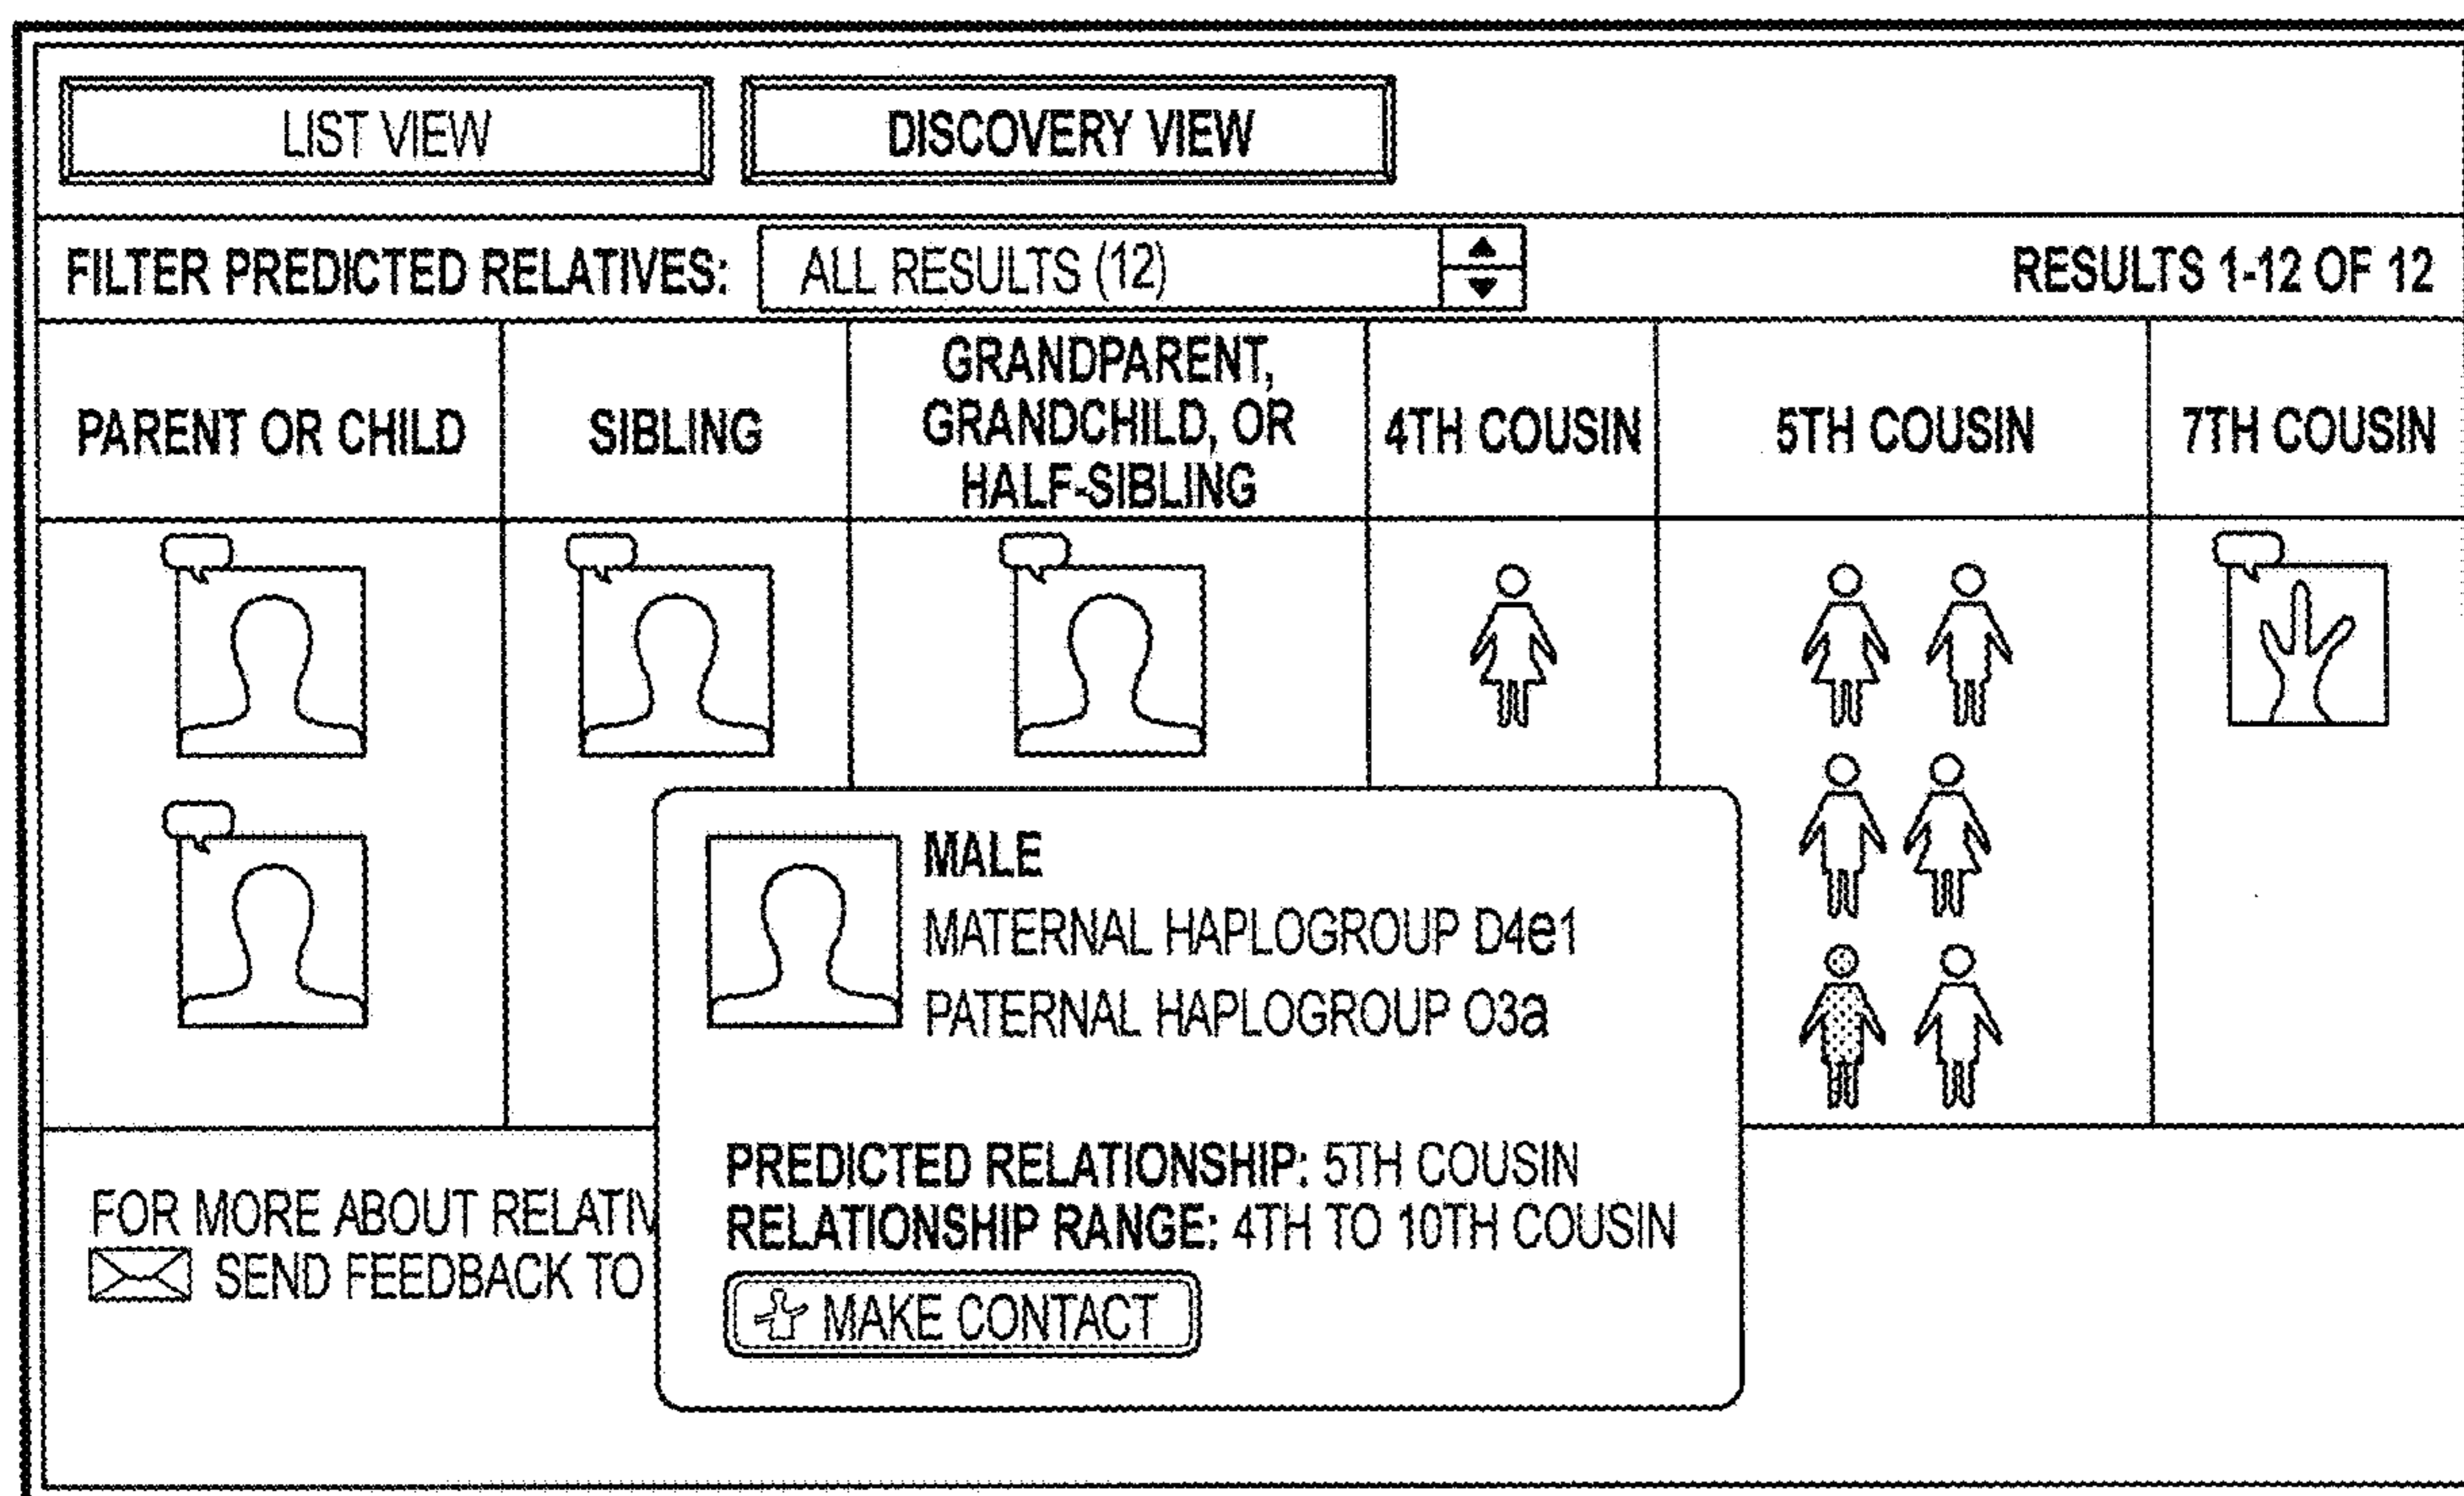 LIST VIEW
DISCOVERY VIEW
FILTER PREDICTED RELATIVES: ALL RESULTS (12) RESULTS 1-12 OF 12
PARENT OR CHILD
SIBLING
GRANDPARENT,
GRANDCHILD, OR
HALF-SIBLING
4TH COUSIN
5TH COUSIN
7TH COUSIN
MALE
MATERNAL HAPLOGROUP D4e1
PATERNAL HAPLOGROUP O3a
PREDICTED RELATIONSHIP: 5TH COUSIN
RELATIONSHIP RANGE: 4TH TO 10TH COUSIN
MAKE CONTACT
FOR MORE ABOUT RELATIV
SEND FEEDBACK TO